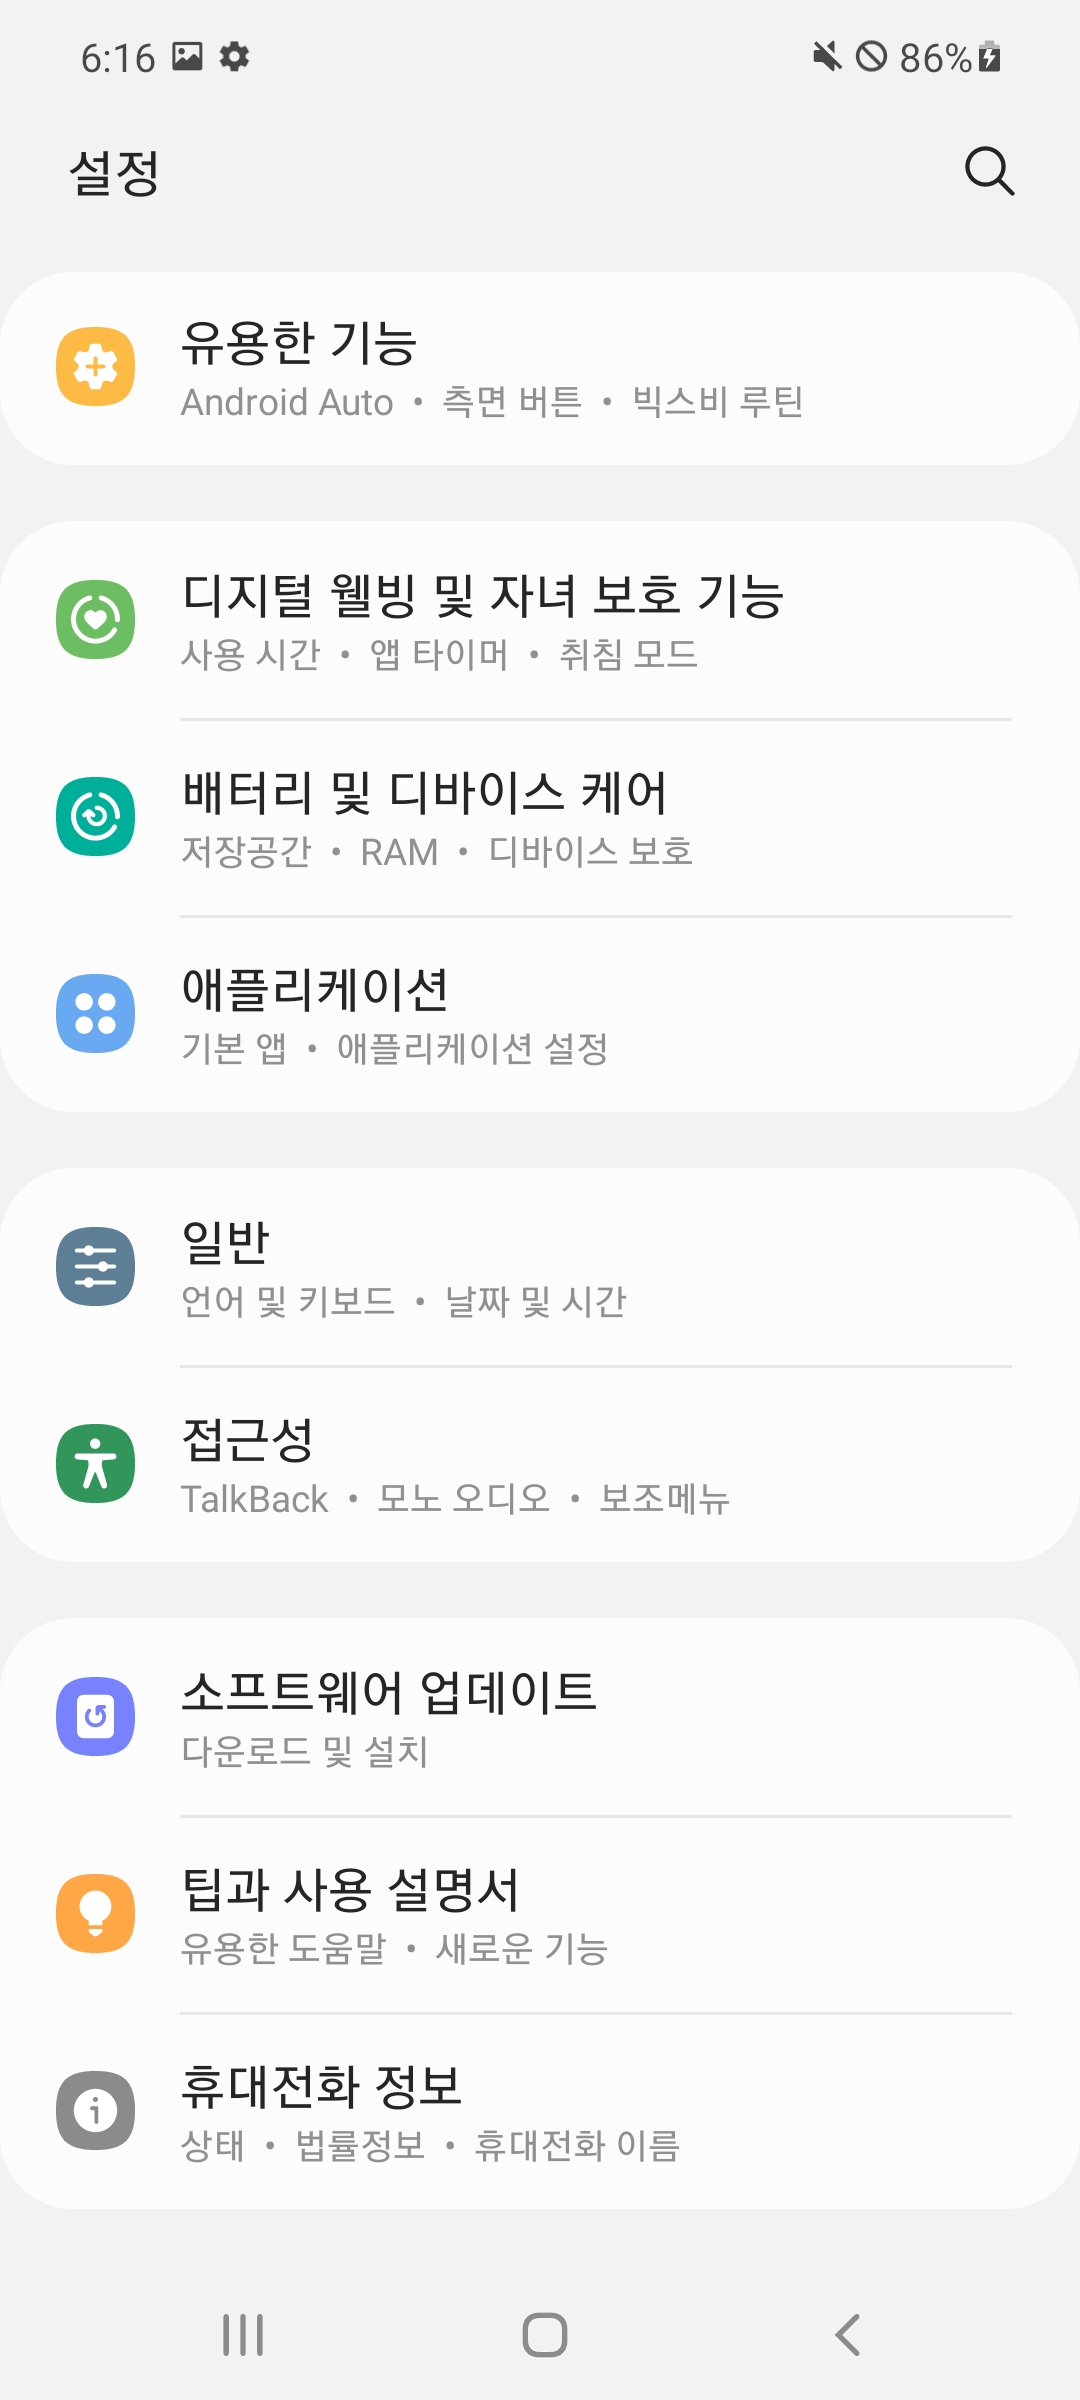 6:16 86%
설정
유용한 기능
Android Auto • 측면 버튼 • 빅스비 루틴
디지털 웰빙 및 자녀 보호 기능
사용 시간 • 앱 타이머 • 취침 모드
배터리 및 디바이스 케어
저장공간 • RAM • 디바이스 보호
애플리케이션
기본 앱 • 애플리케이션 설정
일반
언어 및 키보드 • 날짜 및 시간
접근성
TalkBack • 모노 오디오 • 보조메뉴
소프트웨어 업데이트
다운로드 및 설치
팁과 사용 설명서
유용한 도움말 • 새로운 기능
휴대전화 정보
상태 • 법률정보 • 휴대전화 이름